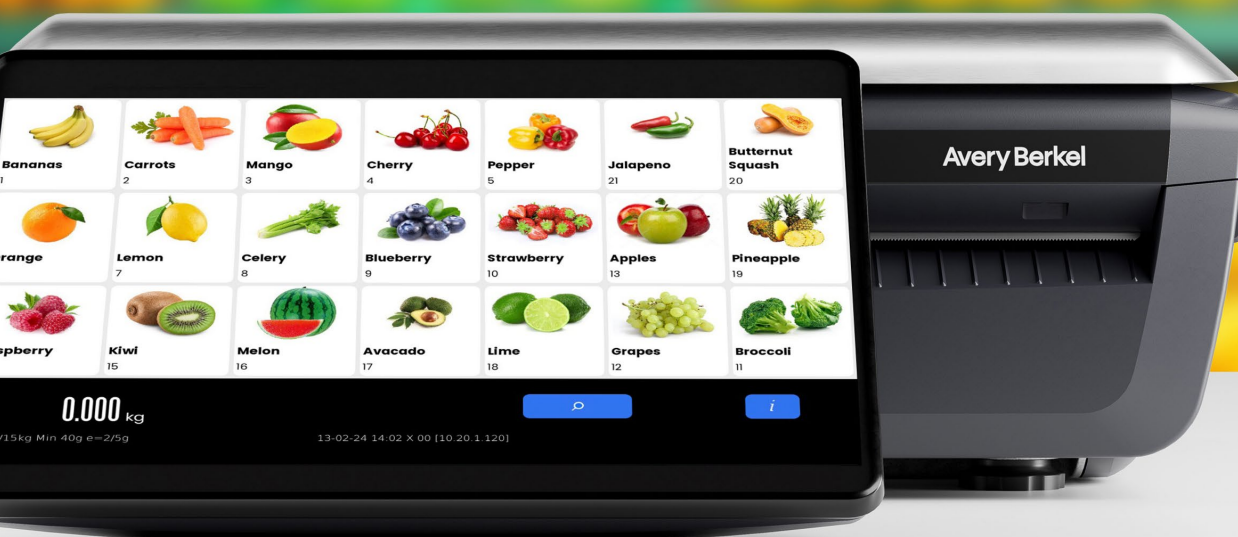 Avery Berkel
Bananas
1
Carrots
2
Mango
3
Cherry
4
Pepper
5
Jalapeno
21
Butternut
Squash
20
range
Lemon
7
Celery
8
Blueberry
9
Strawberry
10
Apples
13
Pineapple
19
spberry
Kiwi
15
Melon
16
Avacado
17
Lime
18
Grapes
12
Broccoli
11
0.000 kg
i
/15kg Min 40g e=2/5g
13-02-24 14:02 X 00 [10.20.1.120]